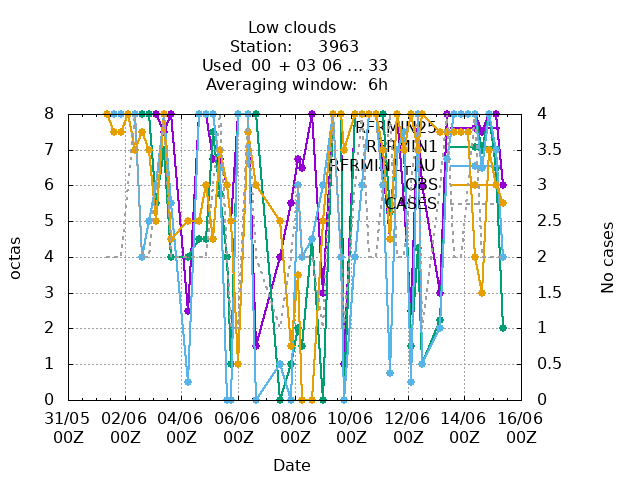 Low clouds
Station: 3963
Used 00 + 03 06 ... 33
Averaging window: 6h
8
7
6
5
4
3
2
1
0
octas
4
3.5
3
2.5
2
1.5
1
0.5
0
No cases
RFRMIN25
RFRMIN1
OBS
CASES
31/05 02/06 04/06 06/06 08/06 10/06 12/06 14/06 16/06
00Z 00Z 00Z 00Z 00Z 00Z 00Z 00Z 00Z
Date